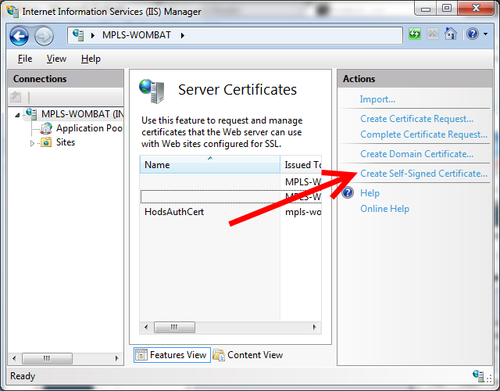 Internet Information Services (IIS) Manager
MPLS-WOMBAT
File View Help
Connections
MPLS-WOMBAT (IN
Application Poo
Sites
Server Certificates
Use this feature to request and manage
certificates that the Web server can use
with Web sites configured for SSL.
Name Issued To
MPLS-W
MPLS-W
HodsAuthCert mpls-wo
Features View Content View
Actions
Import...
Create Certificate Request...
Complete Certificate Request...
Create Domain Certificate...
Create Self-Signed Certificate...
Help
Online Help
Ready